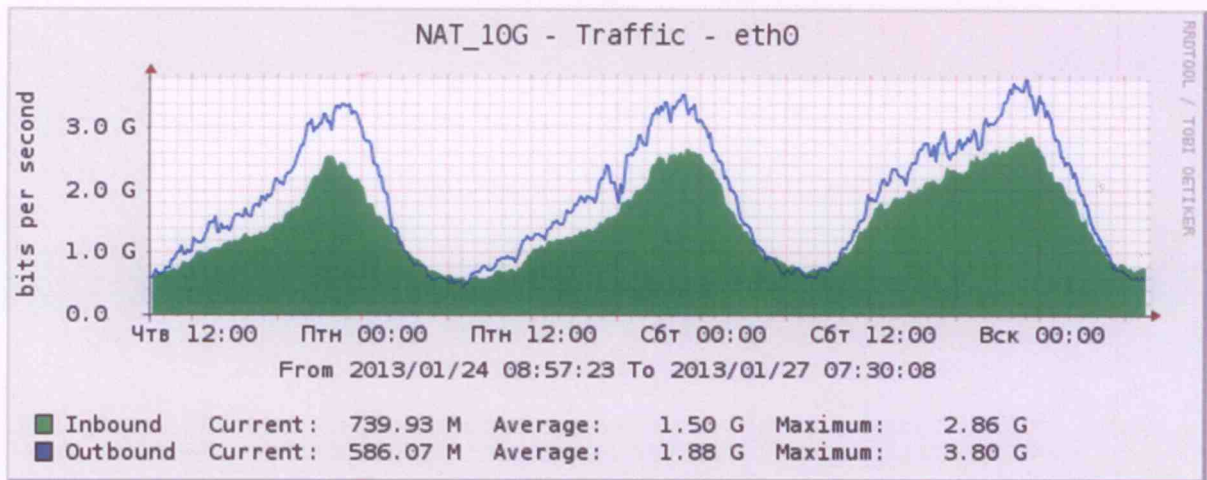 NAT_10G - Traffic - eth0
RRDTOOL / TOBI OETIKER
bits per second
3.0 G
2.0 G
1.0 G
0.0
Чтв 12:00 Птн 00:00 Птн 12:00 Сбт 00:00 Сбт 12:00 Вск 00:00
From 2013/01/24 08:57:23 To 2013/01/27 07:30:08
Inbound Current: 739.93 M Average: 1.50 G Maximum: 2.86 G
Outbound Current: 586.07 M Average: 1.88 G Maximum: 3.80 G